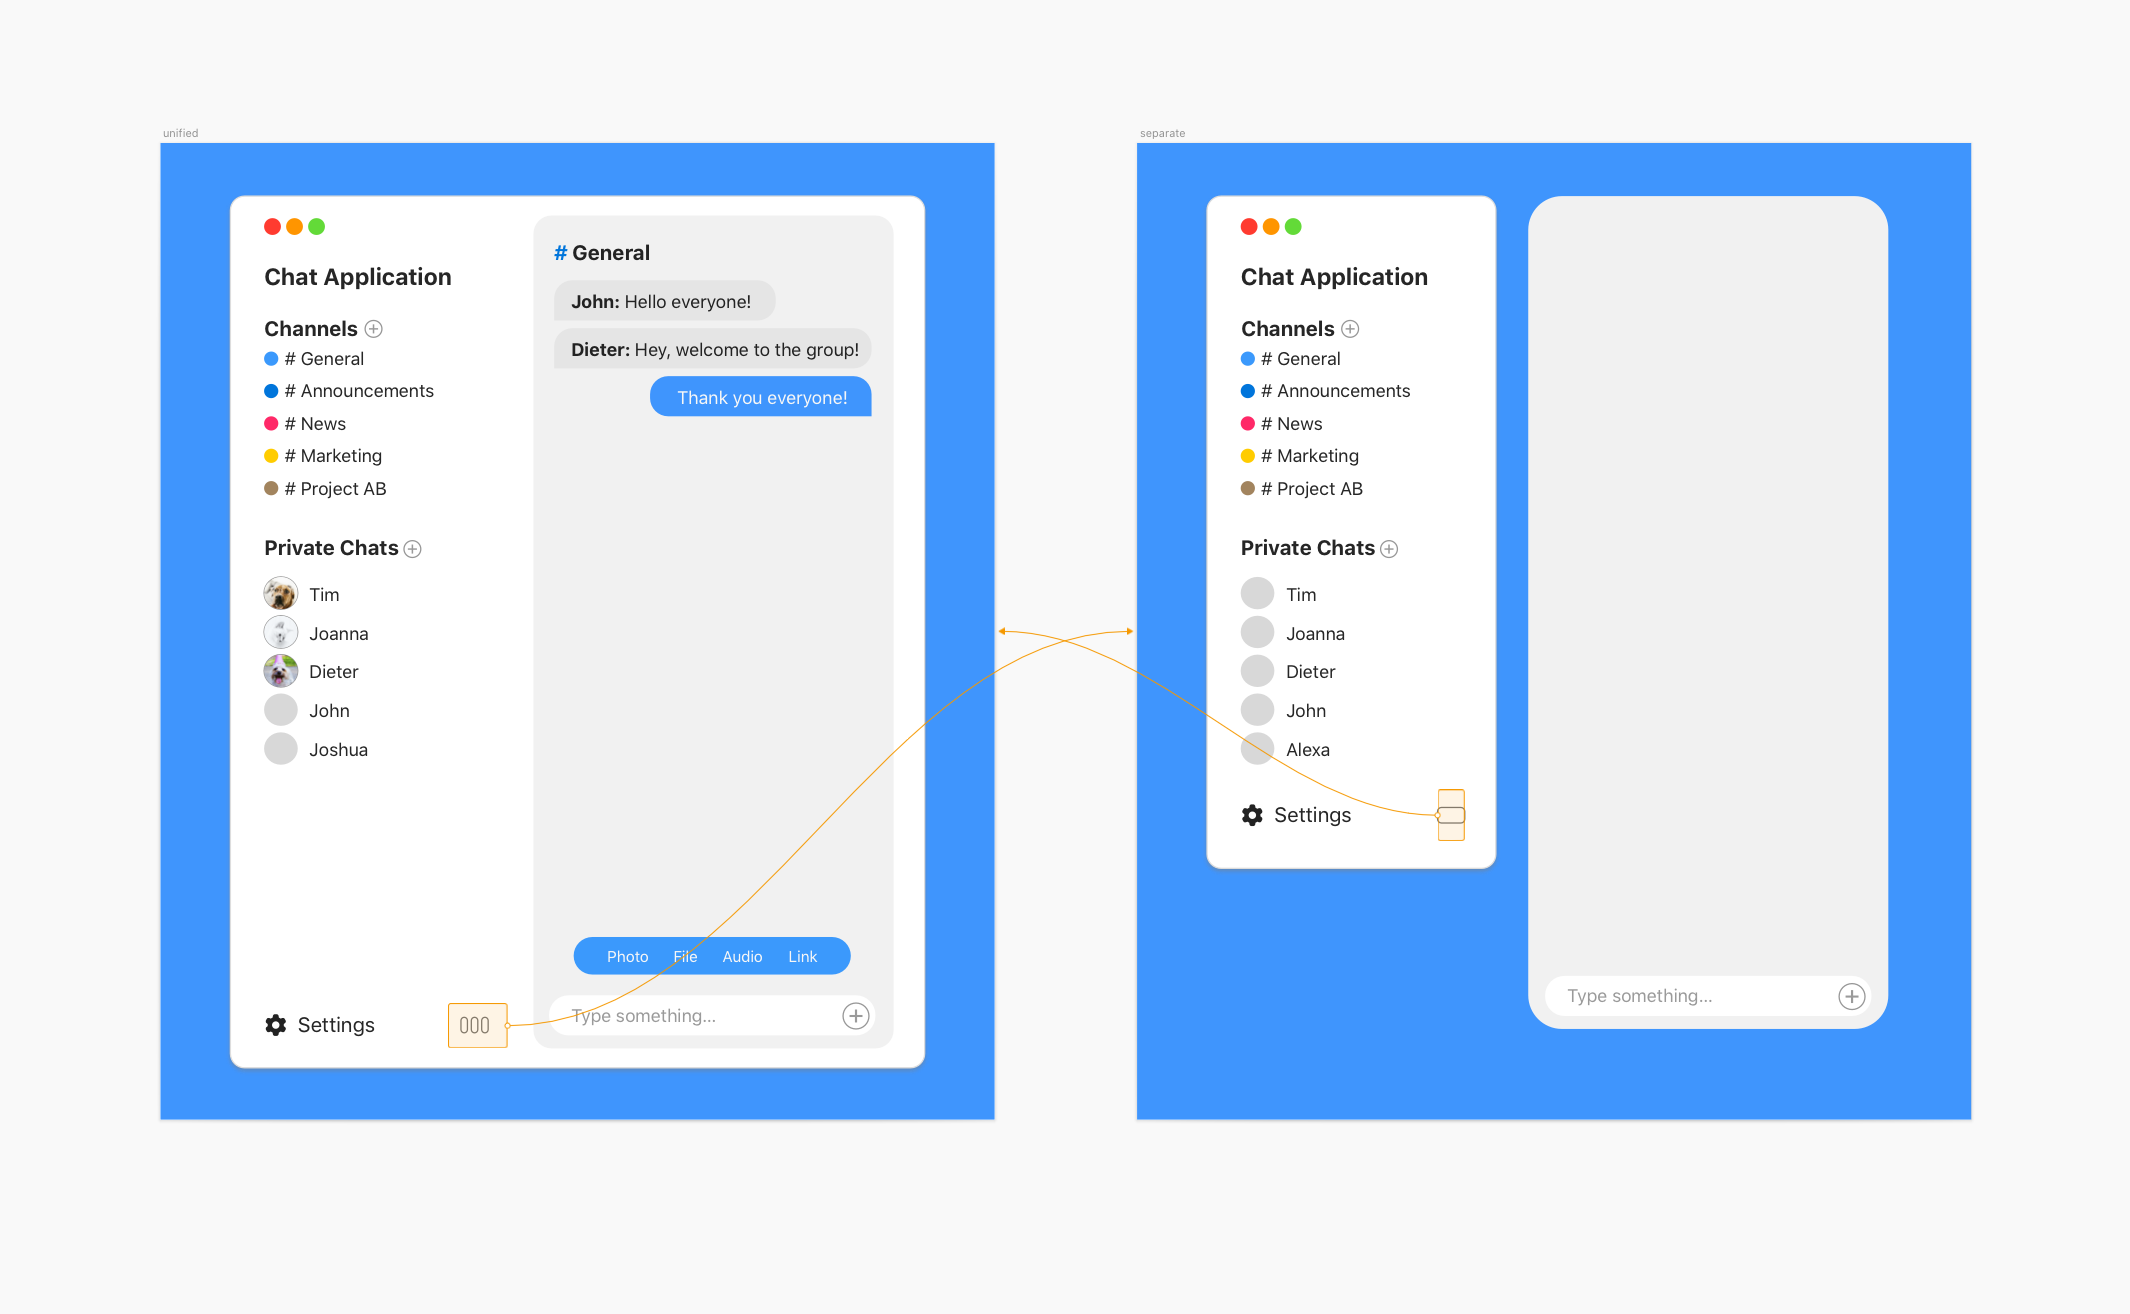 unified
Chat Application
Channels
# General
# Announcements
# News
# Marketing
# Project AB
Private Chats
Tim
Joanna
Dieter
John
Joshua
Settings
# General
John: Hello everyone!
Dieter: Hey, welcome to the group!
Thank you everyone!
Photo File Audio Link
Type something...
separate
Chat Application
Channels
# General
# Announcements
# News
# Marketing
# Project AB
Private Chats
Tim
Joanna
Dieter
John
Alexa
Settings
Type something...